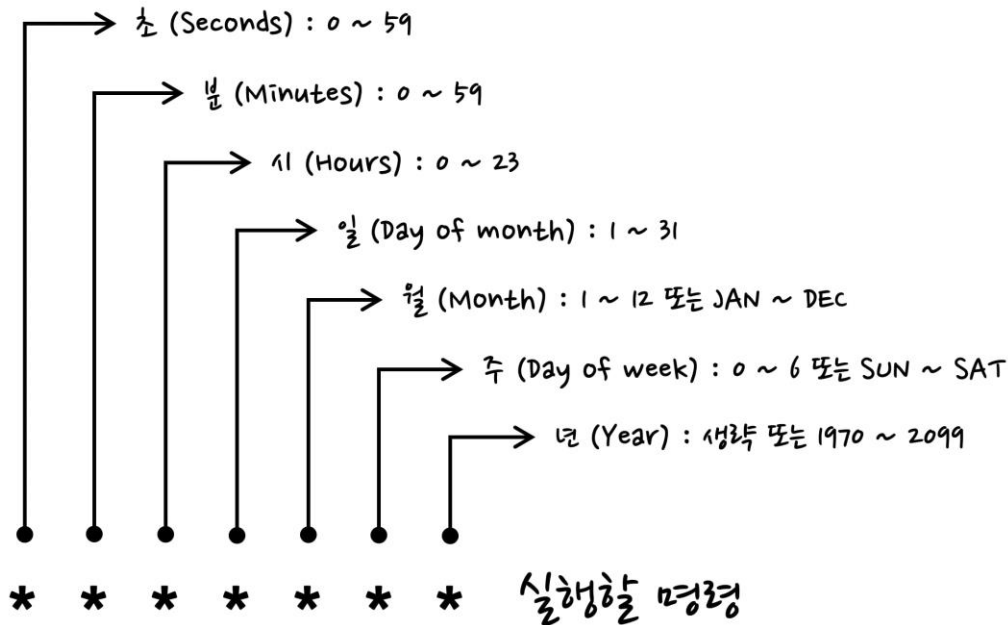 초 (Seconds) : 0 ~ 59
분 (Minutes) : 0 ~ 59
시 (Hours) : 0 ~ 23
일 (Day of month) : 1 ~ 31
월 (Month) : 1 ~ 12 또는 JAN ~ DEC
주 (Day of week) : 0 ~ 6 또는 SUN ~ SAT
년 (Year) : 생략 또는 1970 ~ 2099
* * * * * * * 실행할 명령